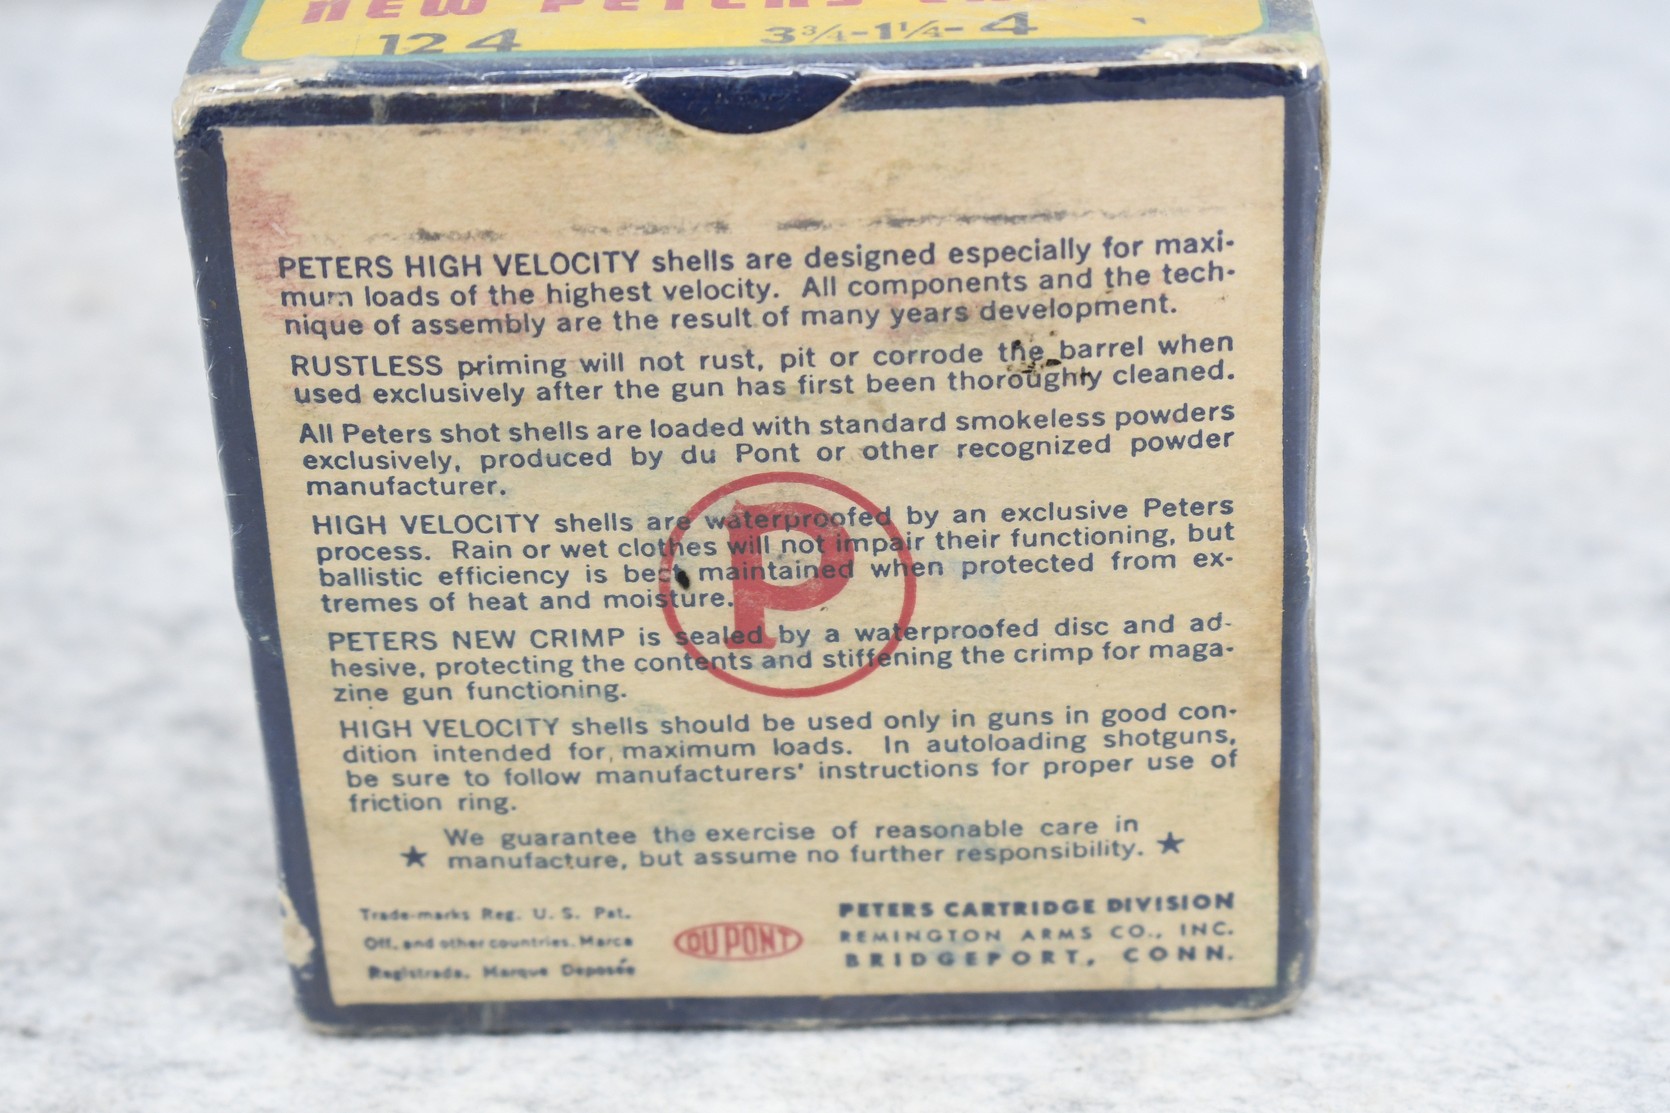 NEW PETERS
12 4 3¾-1¼-4
PETERS HIGH VELOCITY shells are designed especially for maxi-
mum loads of the highest velocity. All components and the tech-
nique of assembly are the result of many years development.
RUSTLESS priming will not rust, pit or corrode the barrel when
used exclusively after the gun has first been thoroughly cleaned.
All Peters shot shells are loaded with standard smokeless powders
exclusively, produced by du Pont or other recognized powder
manufacturer.
HIGH VELOCITY shells are waterproofed by an exclusive Peters
process. Rain or wet clothes will not impair their functioning, but
ballistic efficiency is best maintained when protected from ex-
tremes of heat and moisture.
P
PETERS NEW CRIMP is sealed by a waterproofed disc and ad-
hesive, protecting the contents and stiffening the crimp for maga-
zine gun functioning.
HIGH VELOCITY shells should be used only in guns in good con-
dition intended for maximum loads. In autoloading shotguns,
be sure to follow manufacturers' instructions for proper use of
friction ring.
We guarantee the exercise of reasonable care in
★ manufacture, but assume no further responsibility. ★
Trade-marks Reg. U. S. Pat.
Off. and other countries. Marca
Registrada. Marque Deposée
DU PONT
PETERS CARTRIDGE DIVISION
REMINGTON ARMS CO., INC.
BRIDGEPORT, CONN.